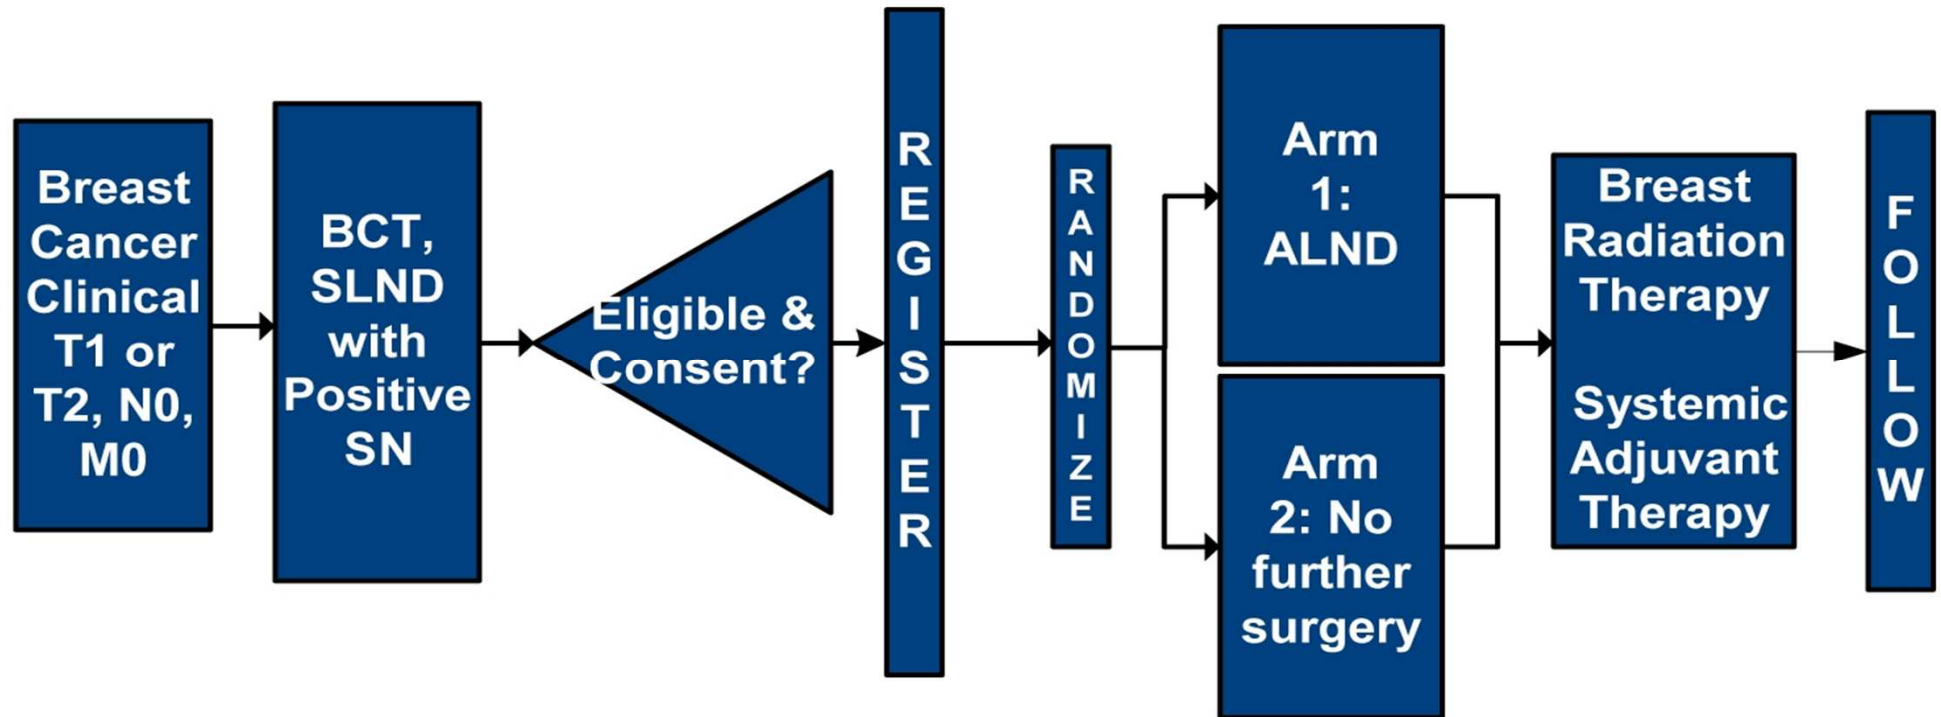 Breast
Cancer
Clinical
T1 or
T2, N0,
M0
BCT,
SLND
with
Positive
SN
Eligible &
Consent?
REGISTER
RANDOMIZE
Arm
1:
ALND
Arm
2: No
further
surgery
Breast
Radiation
Therapy
Systemic
Adjuvant
Therapy
FOLLOW